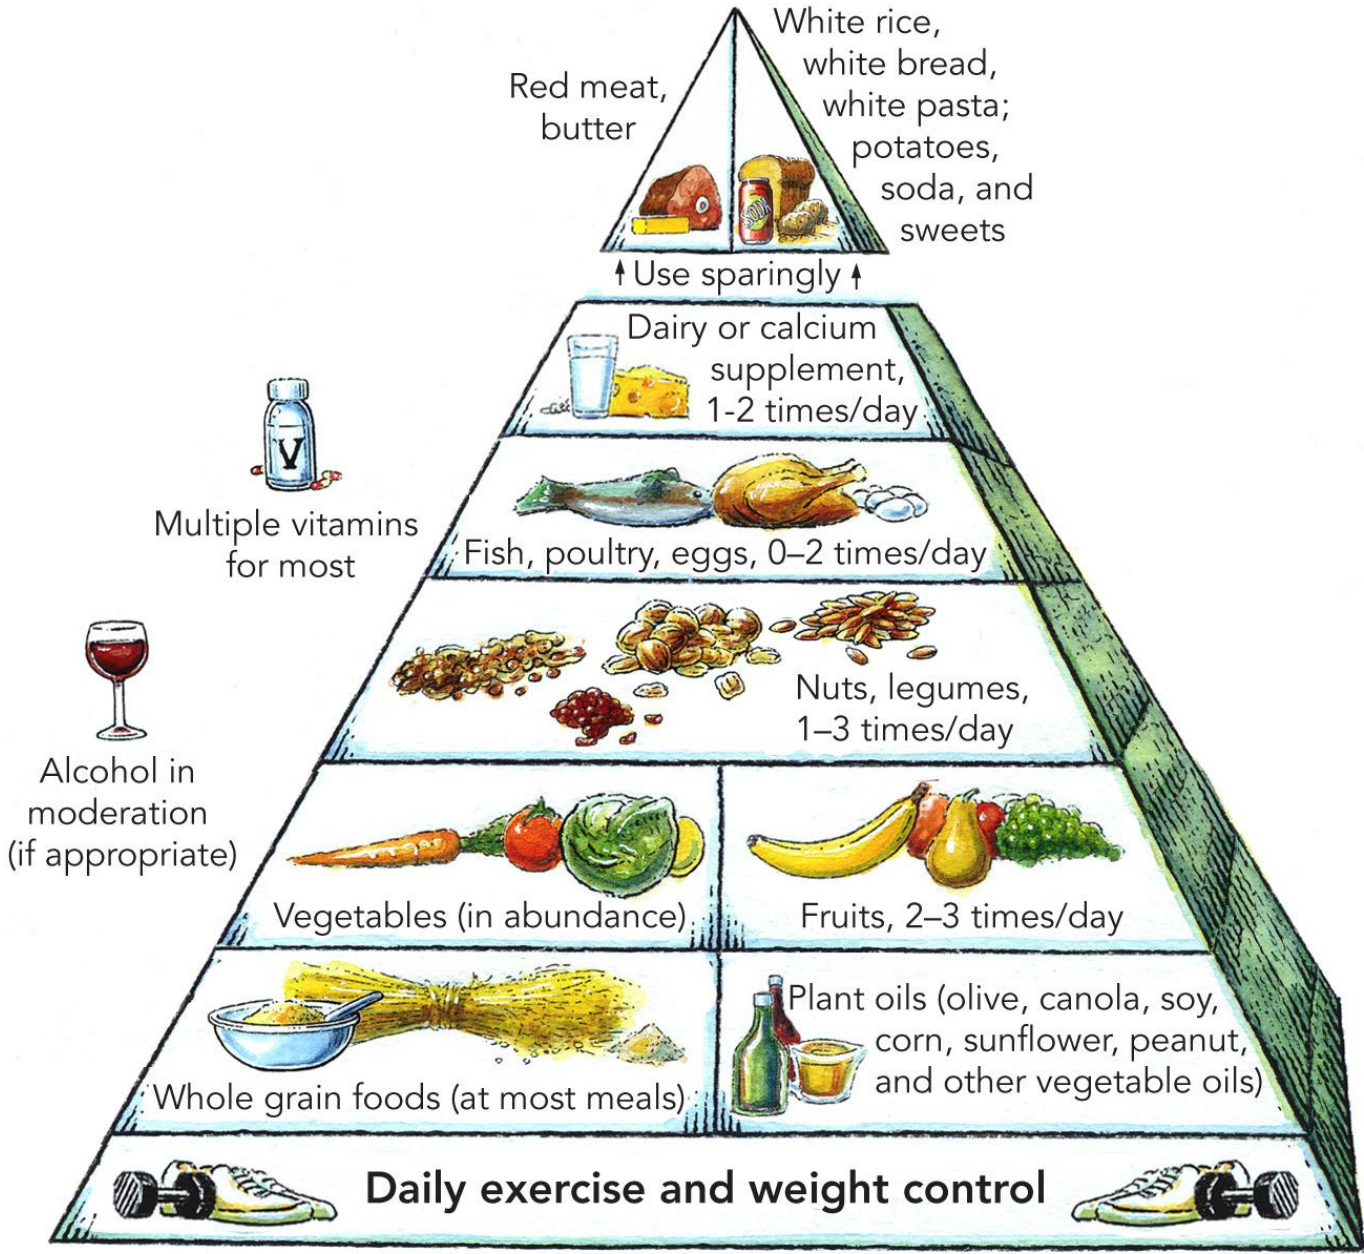 White rice,
white bread,
white pasta;
potatoes,
soda, and
sweets
Red meat,
butter
SODA
Use sparingly
Dairy or calcium
supplement,
1-2 times/day
V
Multiple vitamins
for most
Fish, poultry, eggs, 0–2 times/day
Nuts, legumes,
1–3 times/day
Alcohol in
moderation
(if appropriate)
Vegetables (in abundance)
Fruits, 2–3 times/day
Whole grain foods (at most meals)
Plant oils (olive, canola, soy,
corn, sunflower, peanut,
and other vegetable oils)
Daily exercise and weight control